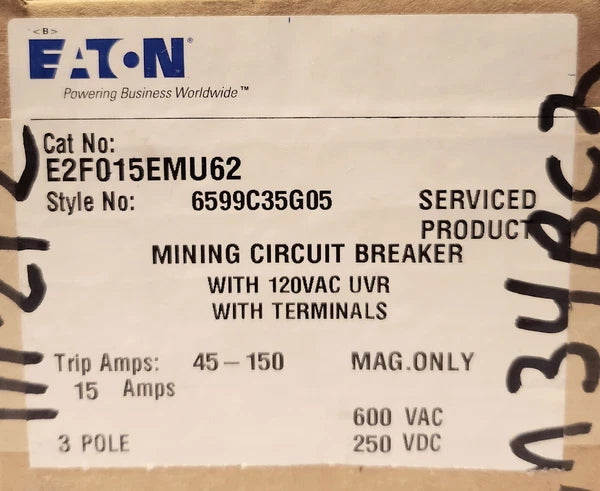 <B>
EATON®
Powering Business Worldwide™
Cat No:
E2F015EMU62
Style No: 6599C35G05 SERVICED
PRODUCT
MINING CIRCUIT BREAKER
WITH 120VAC UVR
WITH TERMINALS
Trip Amps: 45-150 MAG.ONLY
15 Amps
600 VAC
3 POLE 250 VDC